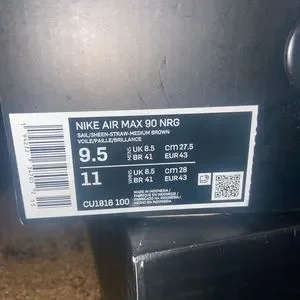 NIKE AIR MAX 90 NRG
SAIL/SHEEN-STRAW-MEDIUM BROWN
VOILE/PAILLE/BRILLANCE
9.5 MENS UK 8.5 cm 27.5
BR 41 EUR 43
11 WMNS UK 8.5 cm 28
BR 41 EUR 43
CU1816 100
MADE IN INDONESIA /
FABRIQUÉ EN INDONÉSIE /
HECHO EN INDONESIA